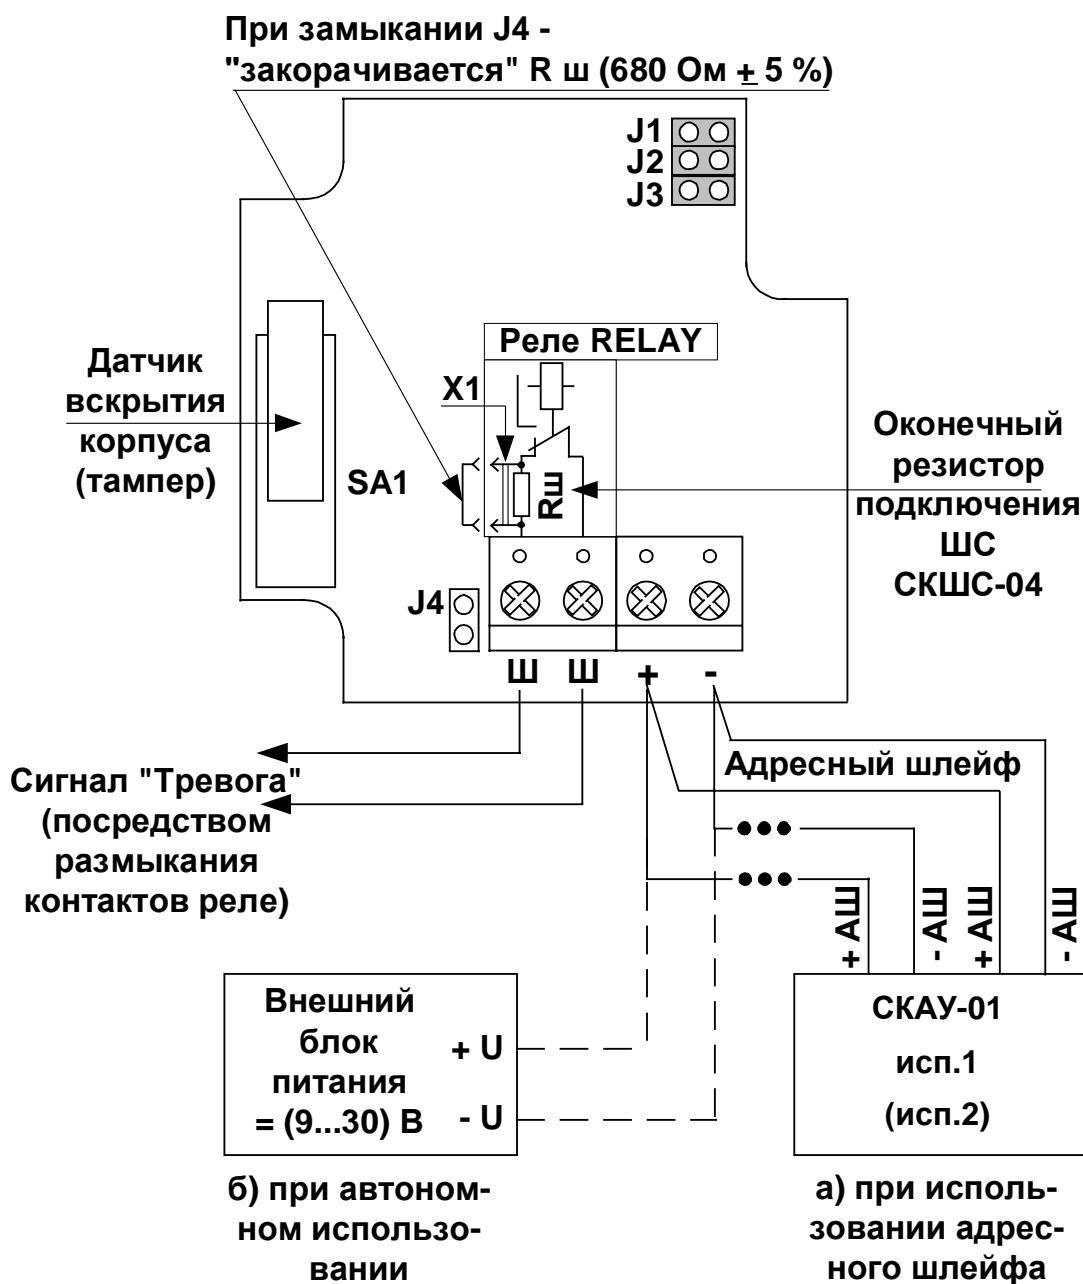 При замыкании J4 -
"закорачивается" R ш (680 Ом ± 5 %)
J1
J2
J3
Реле RELAY
Датчик
вскрытия
корпуса
(тампер)
X1
SA1
Rш
Оконечный
резистор
подключения
ШС
СКШС-04
J4
Ш Ш + -
Адресный шлейф
Сигнал "Тревога"
(посредством
размыкания
контактов реле)
+ АШ
- АШ
+ АШ
- АШ
Внешний
блок
питания
= (9...30) В
+ U
- U
СКАУ-01
исп.1
(исп.2)
б) при автоном-
ном использо-
вании
а) при исполь-
зовании адрес-
ного шлейфа